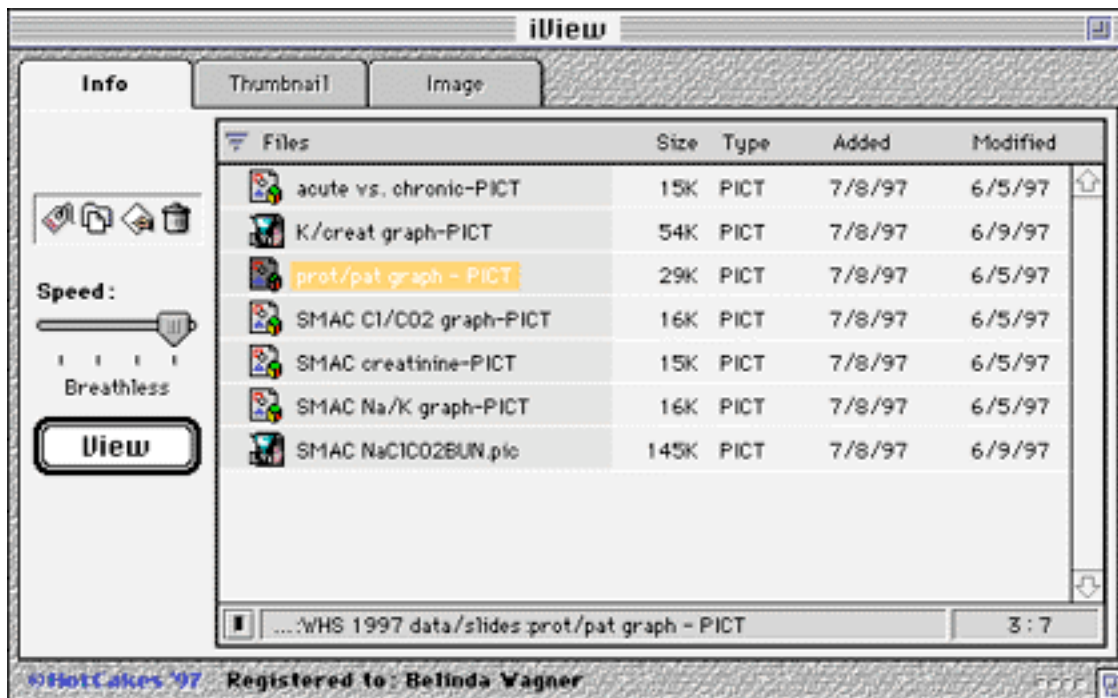 iView
Info Thumbnail Image
Files Size Type Added Modified
acute vs. chronic-PICT 15K PICT 7/8/97 6/5/97
K/creat graph-PICT 54K PICT 7/8/97 6/9/97
prot/pat graph - PICT 29K PICT 7/8/97 6/5/97
Speed:
SMAC Cl/CO2 graph-PICT 16K PICT 7/8/97 6/5/97
SMAC creatinine-PICT 15K PICT 7/8/97 6/5/97
Breathless
SMAC Na/K graph-PICT 16K PICT 7/8/97 6/5/97
View
SMAC NaClCO2BUN.pic 145K PICT 7/8/97 6/9/97
...:WHS 1997 data/slides:prot/pat graph - PICT 3:7
©HotCakes '97 Registered to: Belinda Wagner